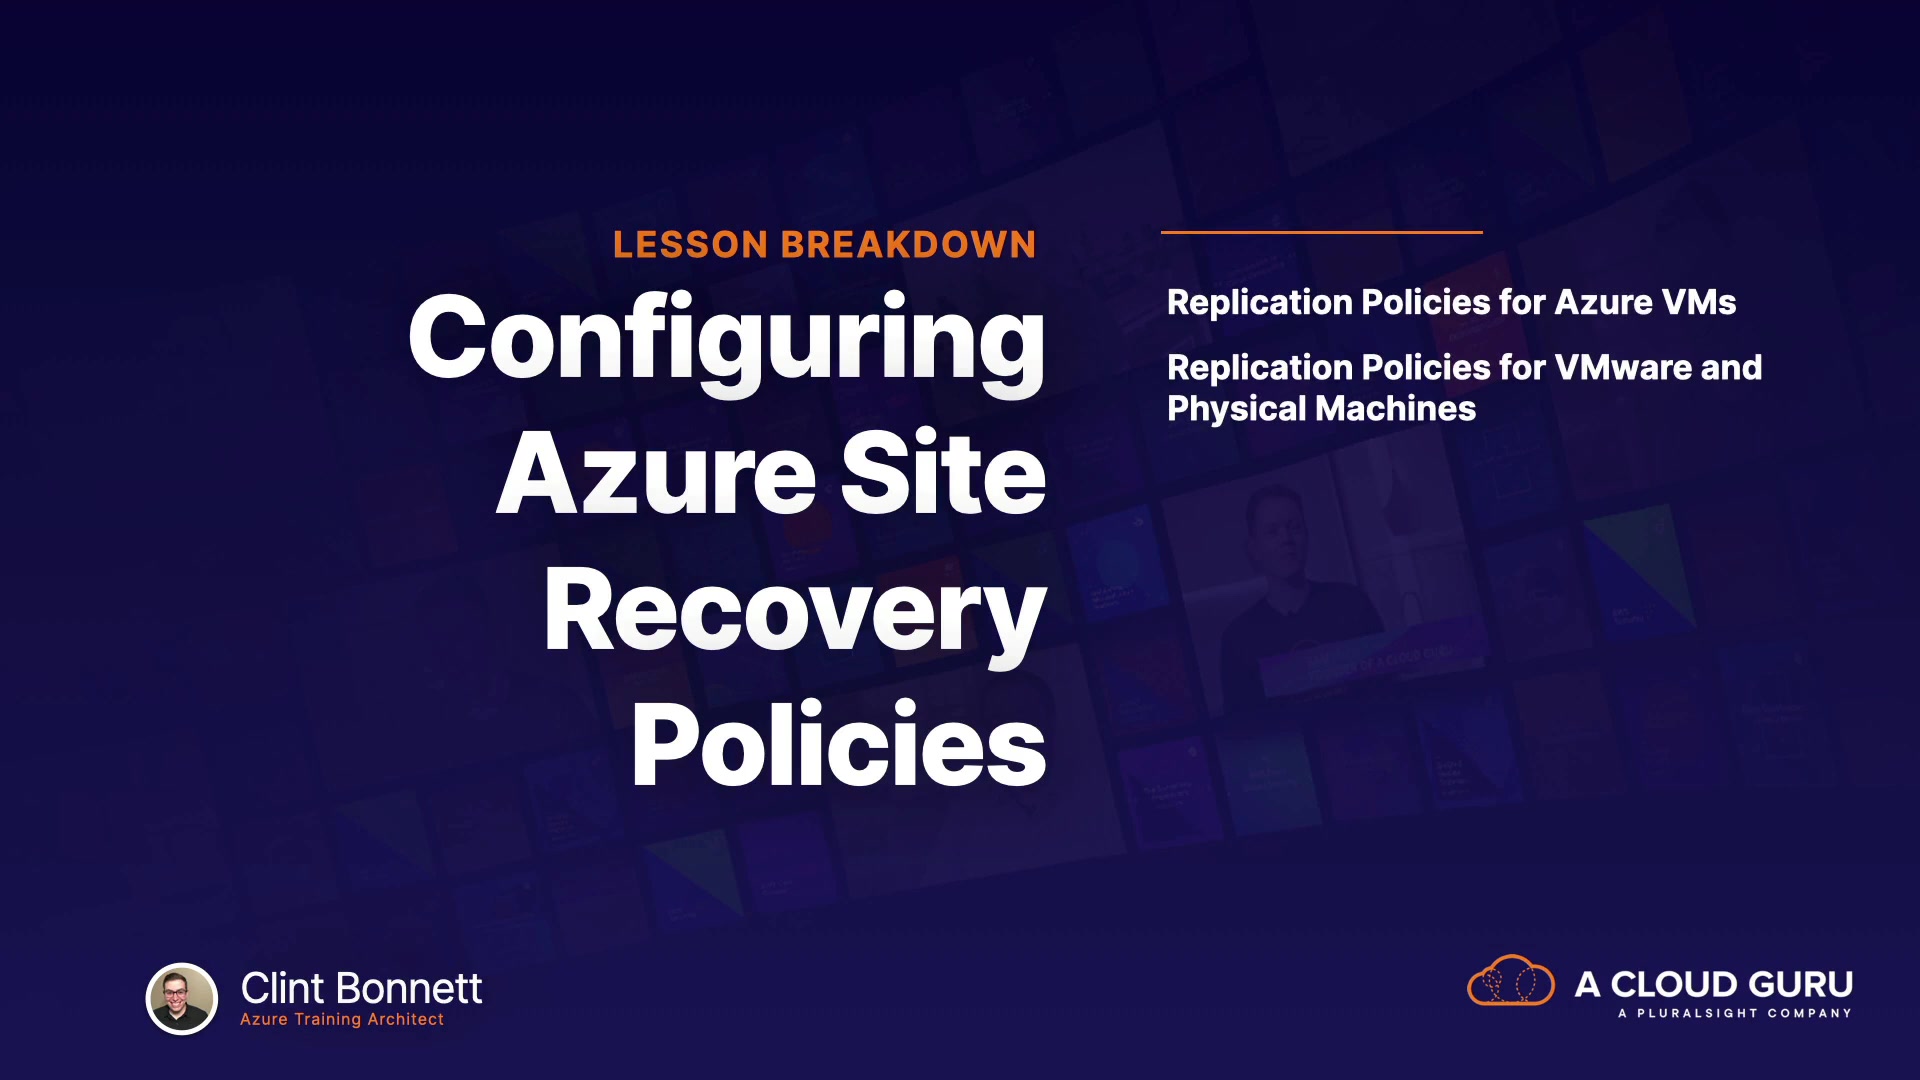 LESSON BREAKDOWN
Configuring
Azure Site
Recovery
Policies
Replication Policies for Azure VMs
Replication Policies for VMware and
Physical Machines
Clint Bonnett
Azure Training Architect
A CLOUD GURU
A PLURALSIGHT COMPANY